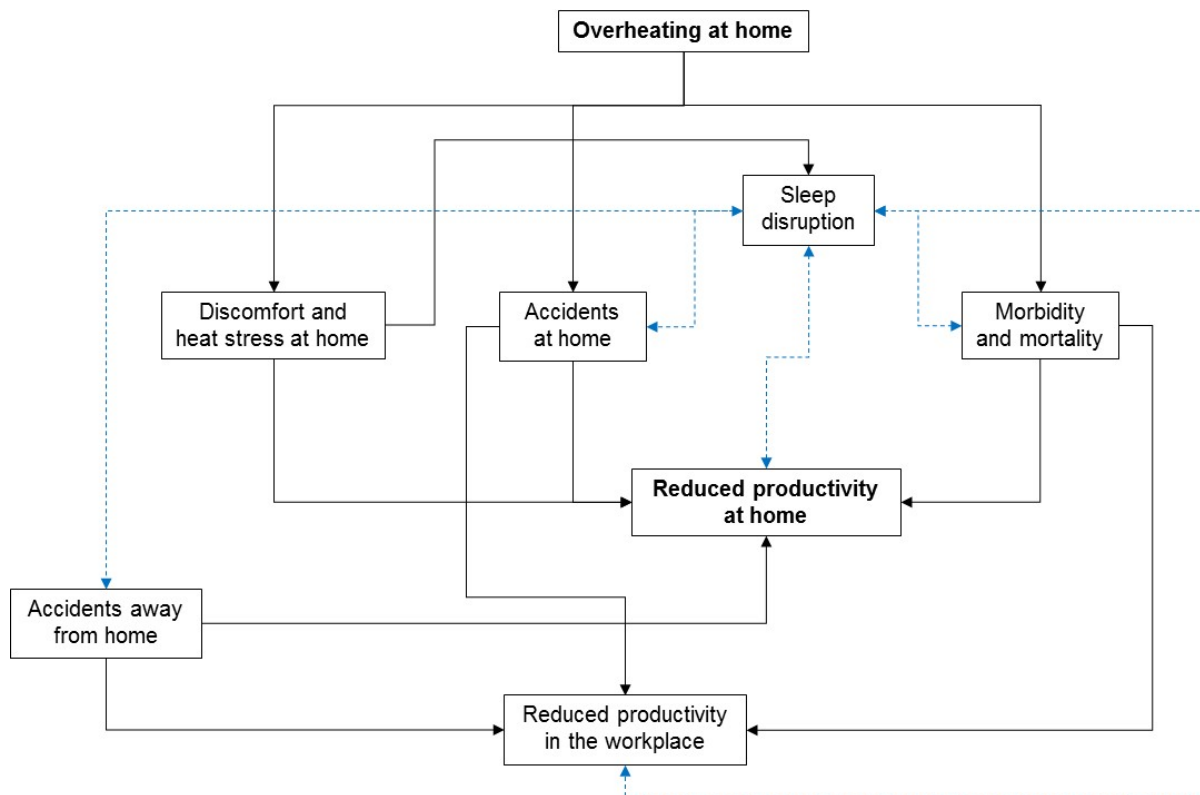 Overheating at home
Sleep
disruption
Discomfort and
heat stress at home
Accidents
at home
Morbidity
and mortality
Reduced productivity
at home
Accidents away
from home
Reduced productivity
in the workplace